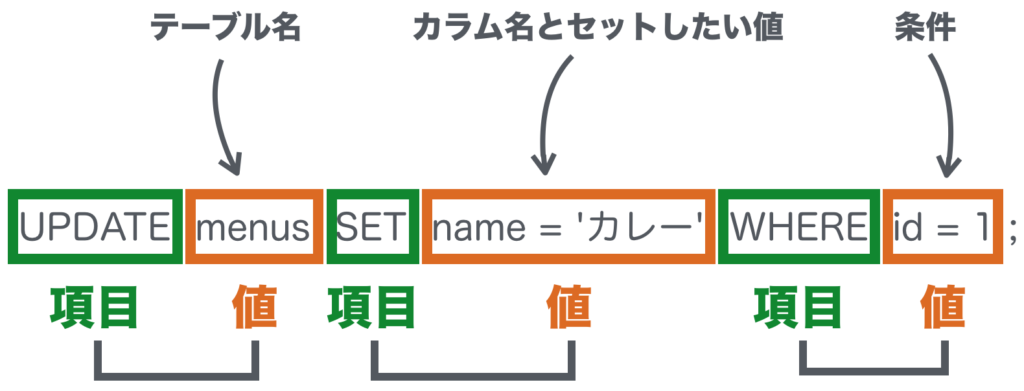 テーブル名 カラム名とセットしたい値 条件
UPDATE menus SET name = 'カレー' WHERE id = 1 ;
項目 値 項目 値 項目 値